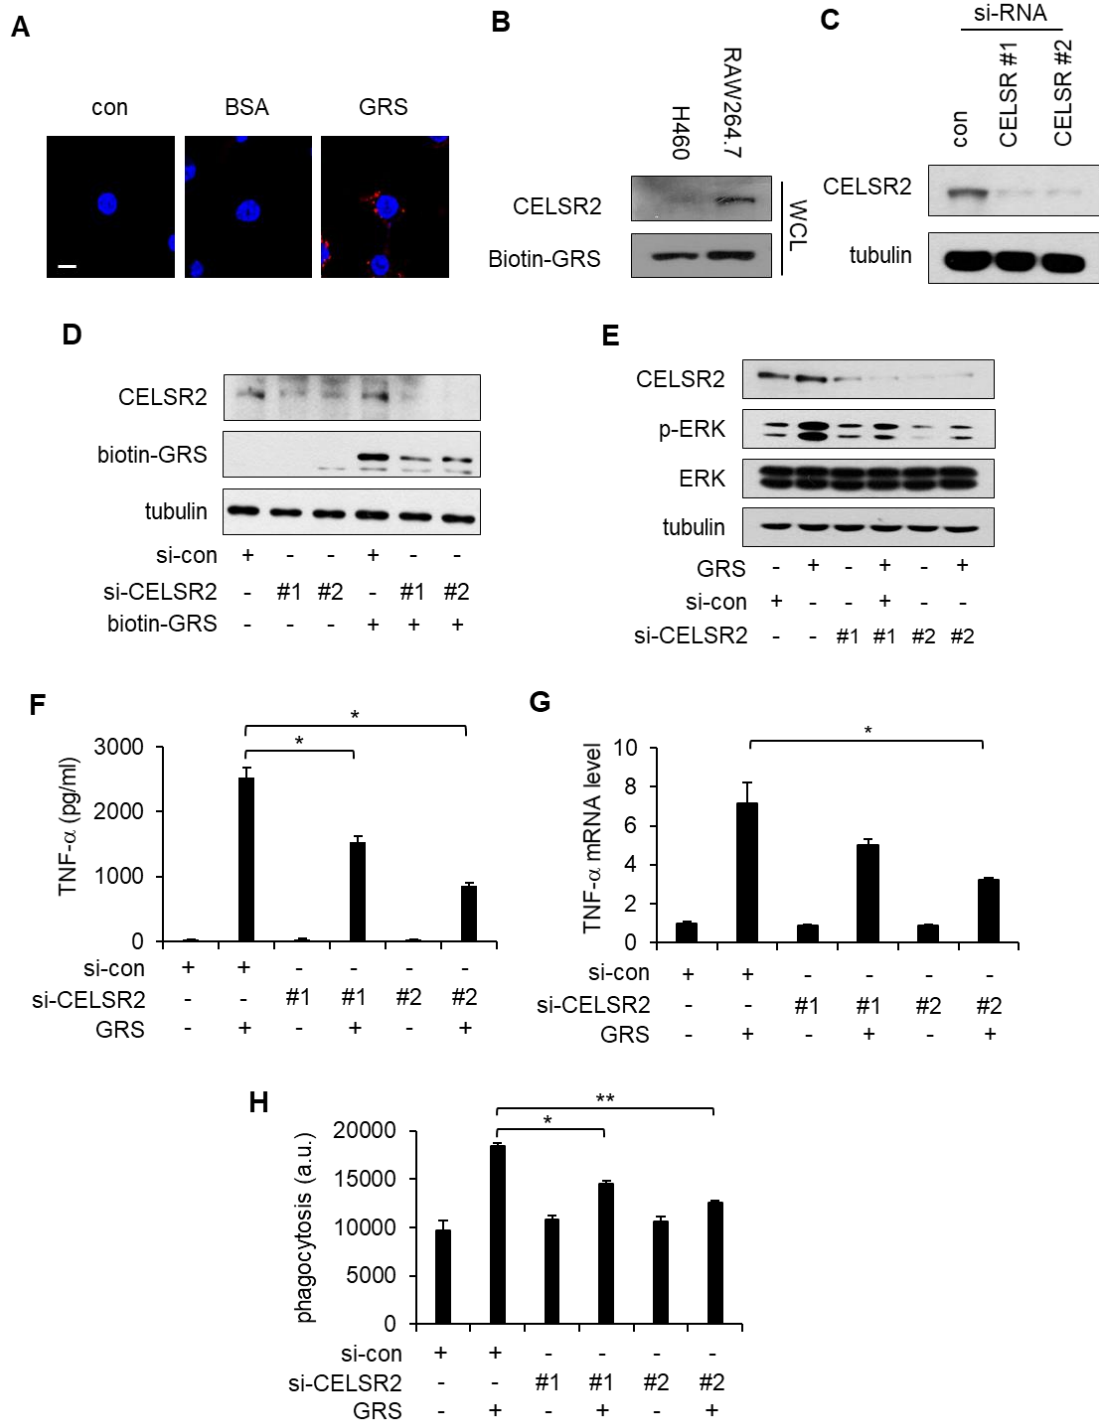 A
con BSA GRS
B
H460 RAW264.7
CELSR2
Biotin-GRS
WCL
C
si-RNA
con CELSR #1 CELSR #2
CELSR2
tubulin
D
CELSR2
biotin-GRS
tubulin
si-con + - - + - -
si-CELSR2 - #1 #2 - #1 #2
biotin-GRS - - - + + +
E
CELSR2
p-ERK
ERK
tubulin
GRS - + - + - +
si-con + - - + - -
si-CELSR2 - - #1 #1 #2 #2
F
* 
*
TNF-α (pg/ml)
3000
2000
1000
0
si-con + + - - - -
si-CELSR2 - - #1 #1 #2 #2
GRS - + - + - +
G
*
TNF-α mRNA level
10
8
6
4
2
0
si-con + + - - - -
si-CELSR2 - - #1 #1 #2 #2
GRS - + - + - +
H
**
*
phagocytosis (a.u.)
20000
15000
10000
5000
0
si-con + + - - - -
si-CELSR2 - - #1 #1 #2 #2
GRS - + - + - +